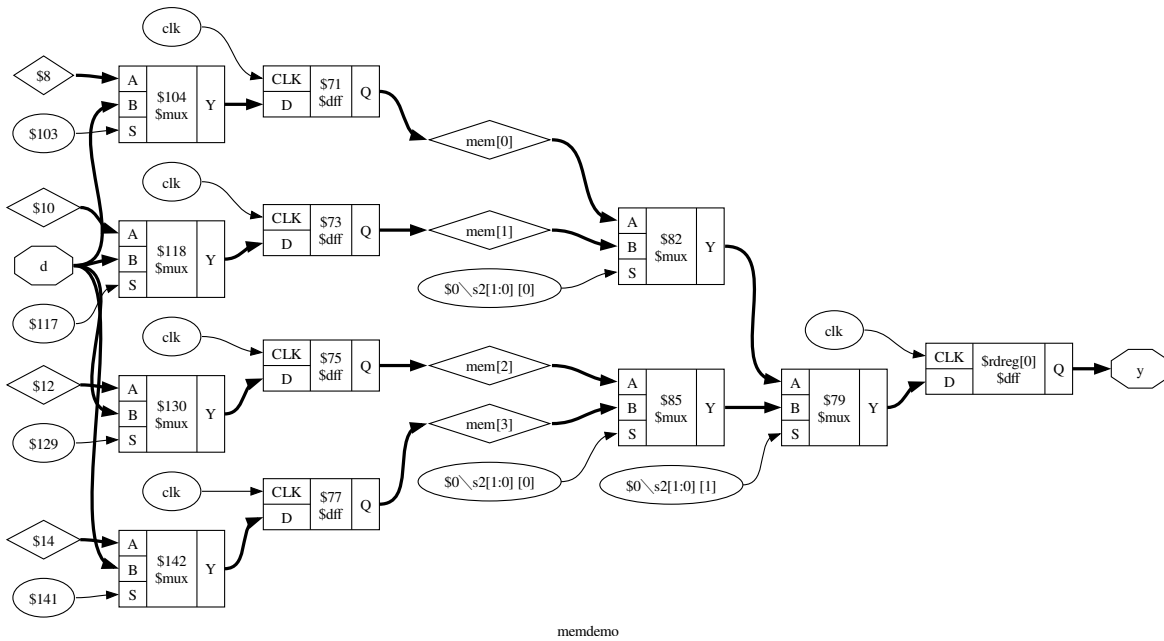 clk
$8
A
B
S
$104
$mux
Y
$103
CLK
D
$71
$dff
Q
mem[0]
$10
d
$117
A
B
S
$118
$mux
Y
clk
CLK
D
$73
$dff
Q
mem[1]
$0\s2[1:0] [0]
A
B
S
$82
$mux
Y
$12
$129
A
B
S
$130
$mux
Y
clk
CLK
D
$75
$dff
Q
mem[2]
mem[3]
$0\s2[1:0] [0]
A
B
S
$85
$mux
Y
$0\s2[1:0] [1]
A
B
S
$79
$mux
Y
clk
CLK
D
$rdreg[0]
$dff
Q
y
$14
$141
A
B
S
$142
$mux
Y
clk
CLK
D
$77
$dff
Q
memdemo